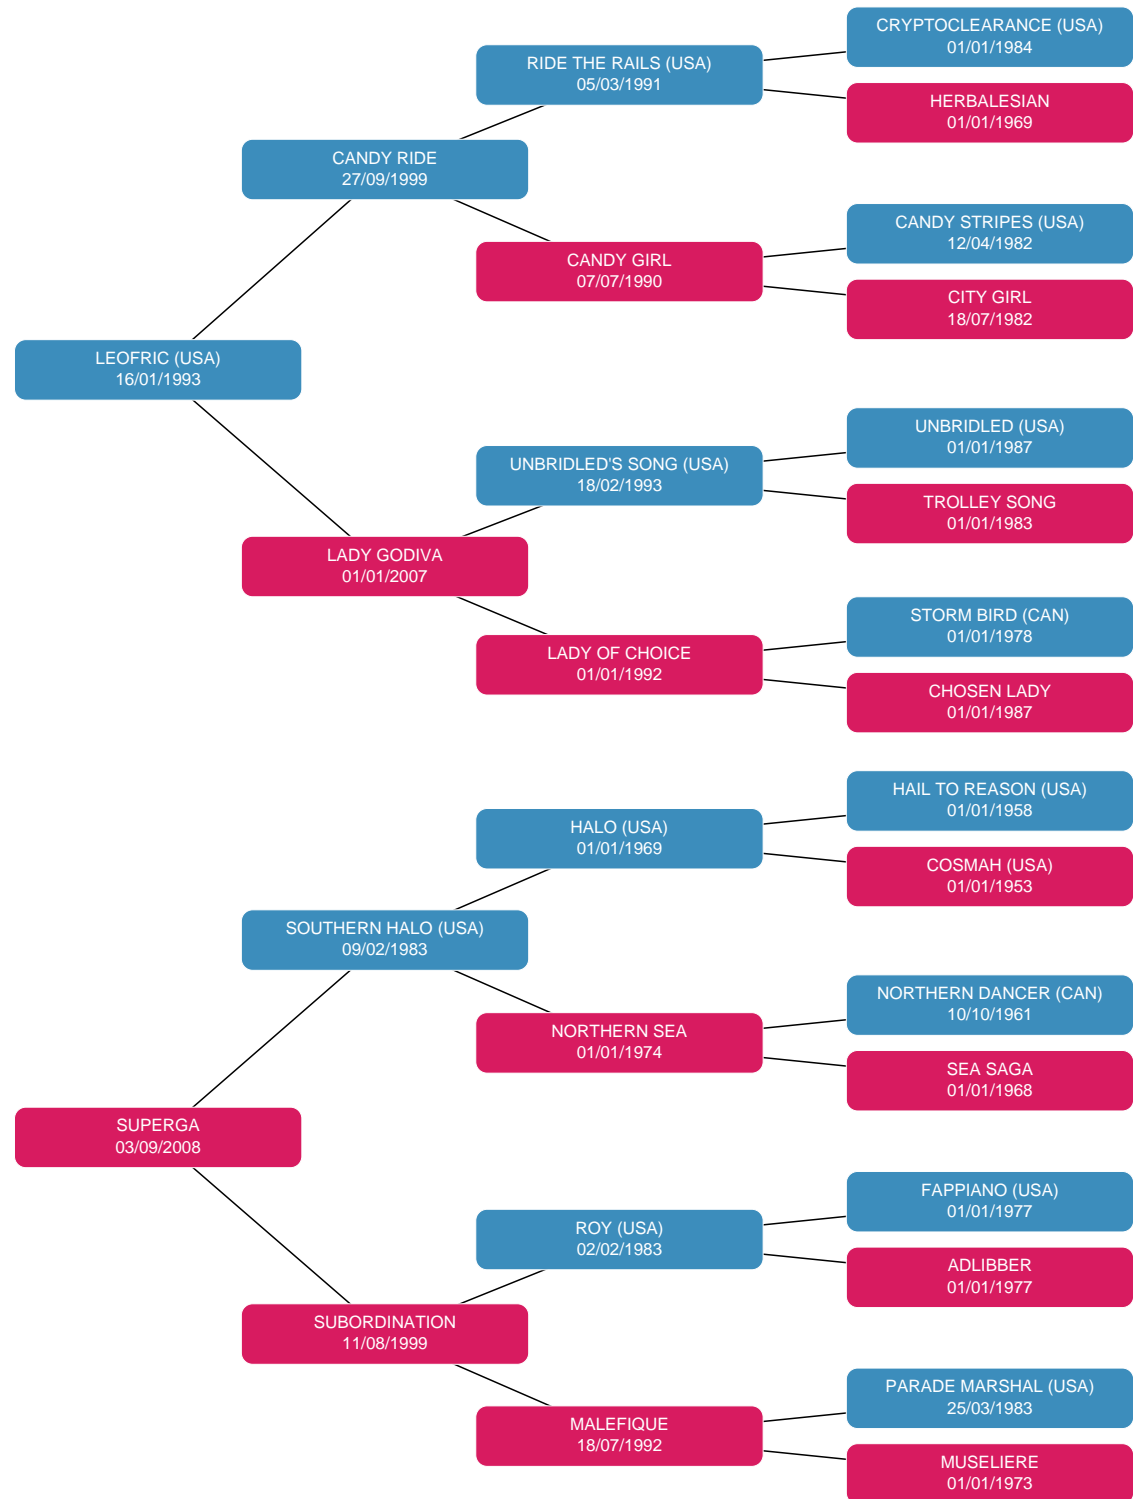 CRYPTOCLEARANCE (USA)
01/01/1984
RIDE THE RAILS (USA)
05/03/1991
HERBALESIAN
01/01/1969
CANDY RIDE
27/09/1999
CANDY STRIPES (USA)
12/04/1982
CANDY GIRL
07/07/1990
CITY GIRL
18/07/1982
LEOFRIC (USA)
16/01/1993
UNBRIDLED (USA)
01/01/1987
UNBRIDLED'S SONG (USA)
18/02/1993
TROLLEY SONG
01/01/1983
LADY GODIVA
01/01/2007
STORM BIRD (CAN)
01/01/1978
LADY OF CHOICE
01/01/1992
CHOSEN LADY
01/01/1987
HAIL TO REASON (USA)
01/01/1958
HALO (USA)
01/01/1969
COSMAH (USA)
01/01/1953
SOUTHERN HALO (USA)
09/02/1983
NORTHERN DANCER (CAN)
10/10/1961
NORTHERN SEA
01/01/1974
SEA SAGA
01/01/1968
SUPERGA
03/09/2008
FAPPIANO (USA)
01/01/1977
ROY (USA)
02/02/1983
ADLIBBER
01/01/1977
SUBORDINATION
11/08/1999
PARADE MARSHAL (USA)
25/03/1983
MALEFIQUE
18/07/1992
MUSELIERE
01/01/1973